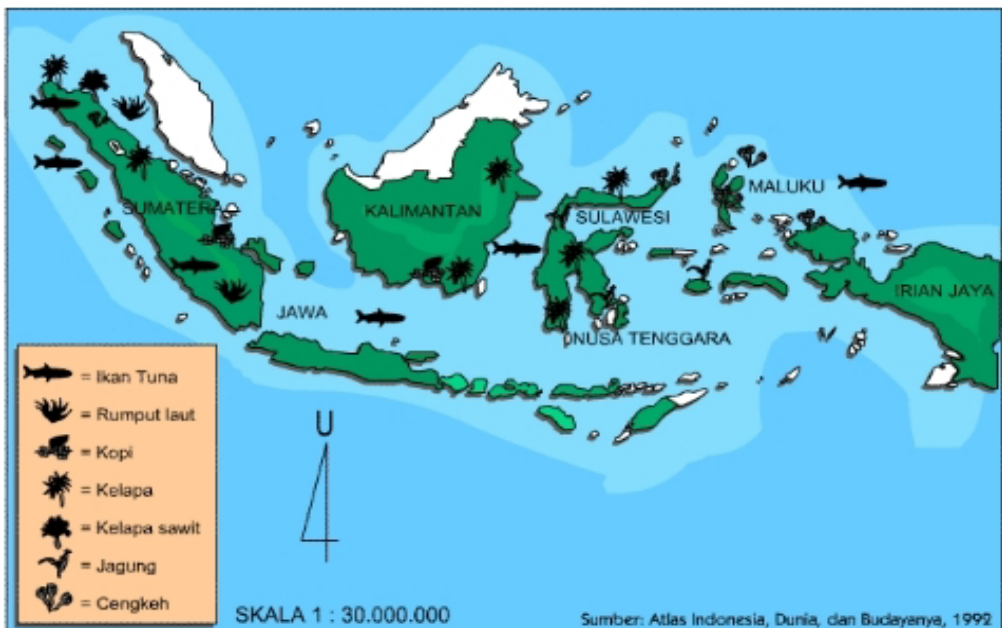 SUMATERA
KALIMANTAN
SULAWESI
MALUKU
IRIAN JAYA
JAWA
NUSA TENGGARA
= Ikan Tuna
= Rumput laut
= Kopi
= Kelapa
= Kelapa sawit
= Jagung
= Cengkeh
U
SKALA 1 : 30.000.000
Sumber: Atlas Indonesia, Dunia, dan Budayanya, 1992